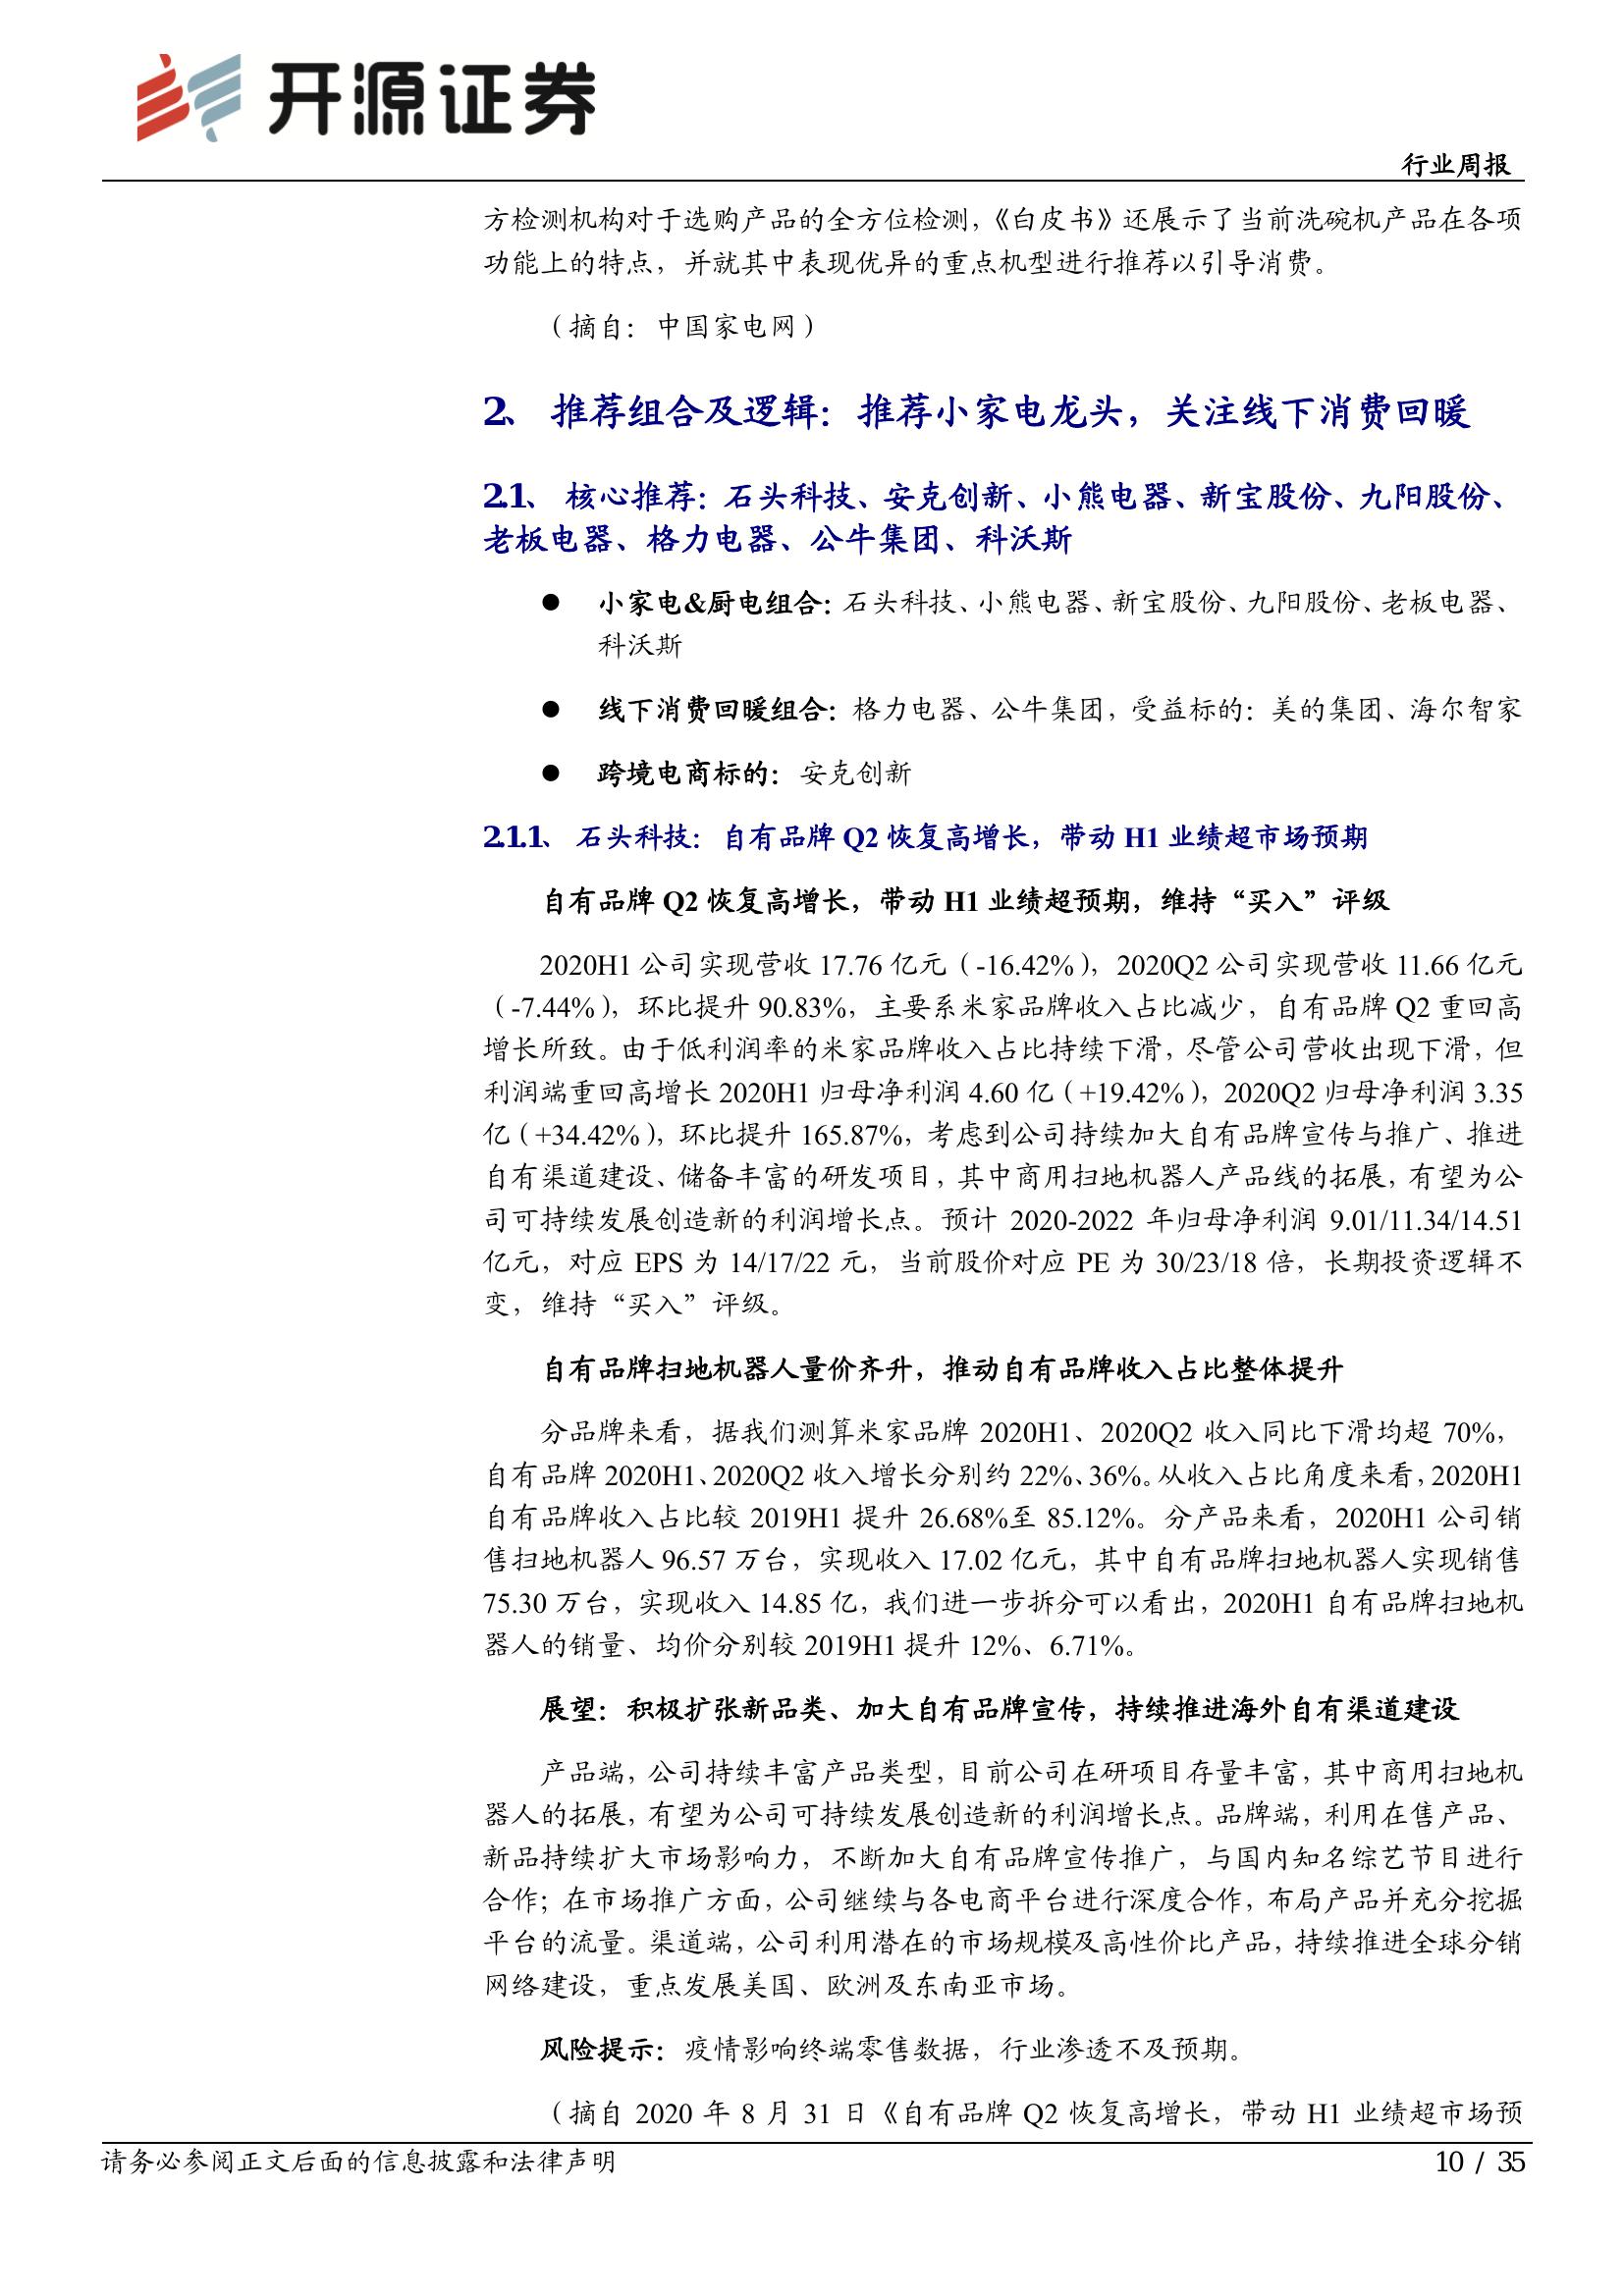 开源证券
行业周报
方检测机构对于选购产品的全方位检测，《白皮书》还展示了当前洗碗机产品在各项
功能上的特点，并就其中表现优异的重点机型进行推荐以引导消费。
（摘自：中国家电网）
2、 推荐组合及逻辑：推荐小家电龙头，关注线下消费回暖
2.1、 核心推荐：石头科技、安克创新、小熊电器、新宝股份、九阳股份、
老板电器、格力电器、公牛集团、科沃斯
● 小家电&厨电组合：石头科技、小熊电器、新宝股份、九阳股份、老板电器、
科沃斯
● 线下消费回暖组合：格力电器、公牛集团，受益标的：美的集团、海尔智家
● 跨境电商标的：安克创新
2.1.1、 石头科技：自有品牌 Q2 恢复高增长，带动 H1 业绩超市场预期
自有品牌 Q2 恢复高增长，带动 H1 业绩超预期，维持“买入”评级
2020H1 公司实现营收 17.76 亿元（-16.42%），2020Q2 公司实现营收 11.66 亿元
（-7.44%），环比提升 90.83%，主要系米家品牌收入占比减少，自有品牌 Q2 重回高
增长所致。由于低利润率的米家品牌收入占比持续下滑，尽管公司营收出现下滑，但
利润端重回高增长 2020H1 归母净利润 4.60 亿（+19.42%），2020Q2 归母净利润 3.35
亿（+34.42%），环比提升 165.87%，考虑到公司持续加大自有品牌宣传与推广、推进
自有渠道建设、储备丰富的研发项目，其中商用扫地机器人产品线的拓展，有望为公
司可持续发展创造新的利润增长点。预计 2020-2022 年归母净利润 9.01/11.34/14.51
亿元，对应 EPS 为 14/17/22 元，当前股价对应 PE 为 30/23/18 倍，长期投资逻辑不
变，维持“买入”评级。
自有品牌扫地机器人量价齐升，推动自有品牌收入占比整体提升
分品牌来看，据我们测算米家品牌 2020H1、2020Q2 收入同比下滑均超 70%，
自有品牌 2020H1、2020Q2 收入增长分别约 22%、36%。从收入占比角度来看，2020H1
自有品牌收入占比较 2019H1 提升 26.68%至 85.12%。分产品来看，2020H1 公司销
售扫地机器人 96.57 万台，实现收入 17.02 亿元，其中自有品牌扫地机器人实现销售
75.30 万台，实现收入 14.85 亿，我们进一步拆分可以看出，2020H1 自有品牌扫地机
器人的销量、均价分别较 2019H1 提升 12%、6.71%。
展望：积极扩张新品类、加大自有品牌宣传，持续推进海外自有渠道建设
产品端，公司持续丰富产品类型，目前公司在研项目存量丰富，其中商用扫地机
器人的拓展，有望为公司可持续发展创造新的利润增长点。品牌端，利用在售产品、
新品持续扩大市场影响力，不断加大自有品牌宣传推广，与国内知名综艺节目进行
合作；在市场推广方面，公司继续与各电商平台进行深度合作，布局产品并充分挖掘
平台的流量。渠道端，公司利用潜在的市场规模及高性价比产品，持续推进全球分销
网络建设，重点发展美国、欧洲及东南亚市场。
风险提示：疫情影响终端零售数据，行业渗透不及预期。
（摘自 2020 年 8 月 31 日《自有品牌 Q2 恢复高增长，带动 H1 业绩超市场预
请务必参阅正文后面的信息披露和法律声明
10 / 35